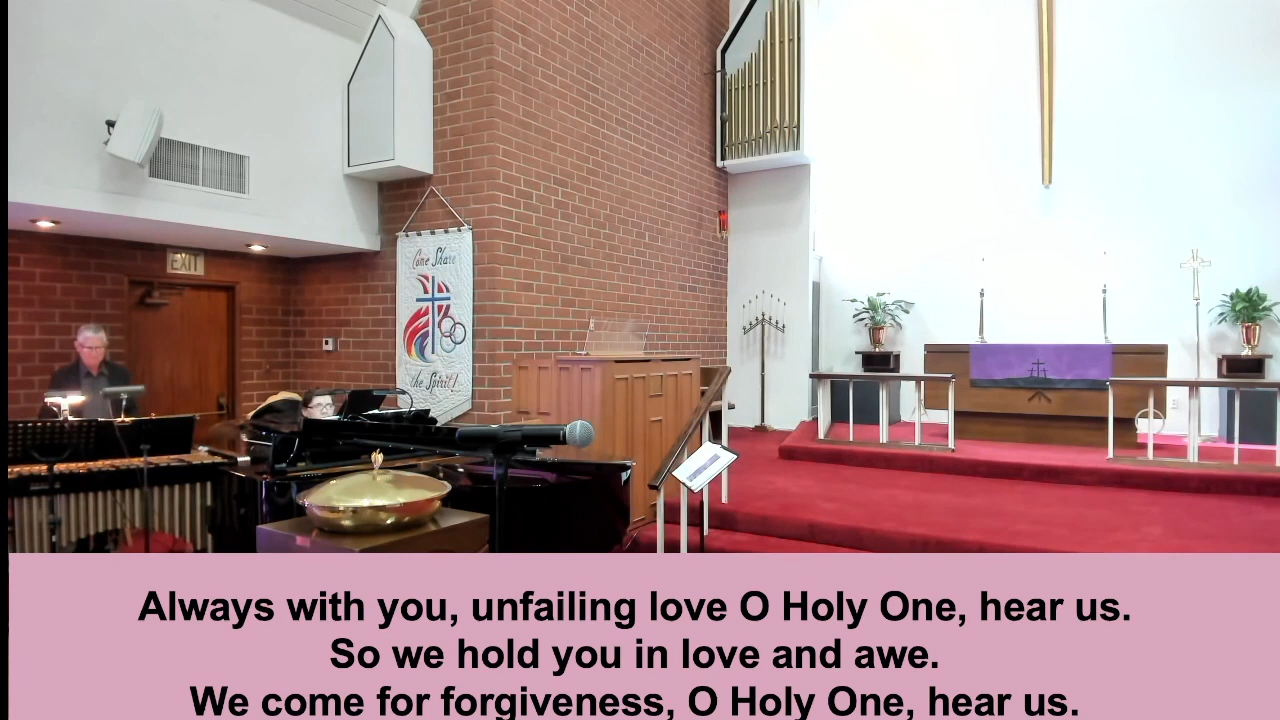 EXIT
Come Share
the Spirit!
Always with you, unfailing love O Holy One, hear us.
So we hold you in love and awe.
We come for forgiveness, O Holy One, hear us.